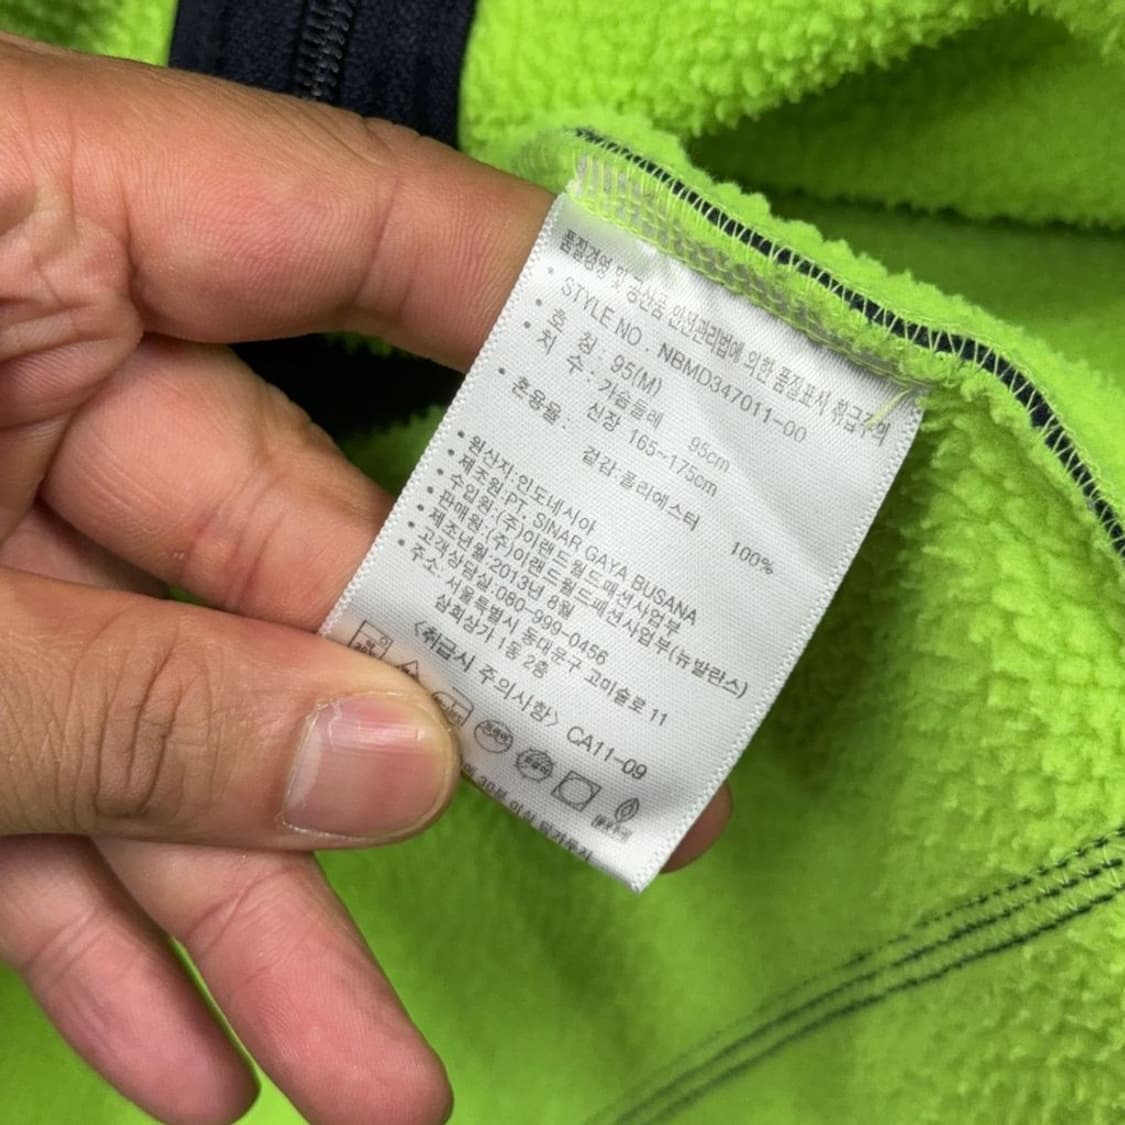 품질경영 및 공산품 안전관리법에 의한 품질표시 취급주의
• STYLE NO . NBMD347011-00
• 호 칭 : 95(M)
• 치 수 : 가슴둘레 95cm
신장 165~175cm
• 혼용율 : 겉감:폴리에스터 100%
• 원산지:인도네시아
• 제조원:PT. SINAR GAYA BUSANA
• 수입원:(주)이랜드월드패션사업부
• 판매원:(주)이랜드월드패션사업부(뉴발란스)
• 제조년월:2013년 8월
• 고객상담실:080-999-0456
• 주소: 서울특별시 동대문구 고미술로 11
삼희상가 1동 2층
<취급시 주의사항> CA11-09
30분 이상